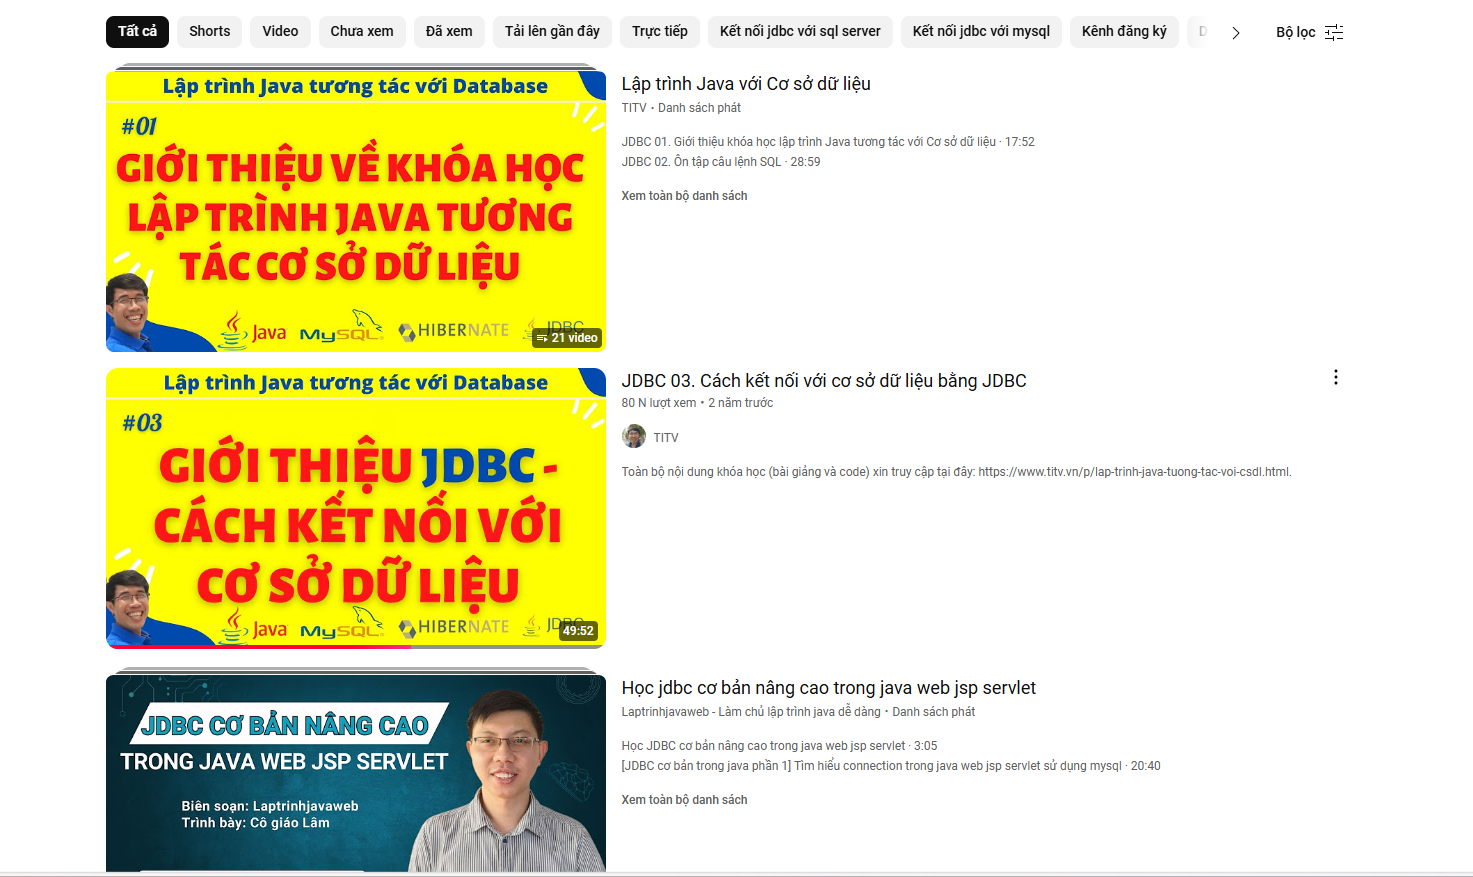 Tất cả
Shorts
Video
Chưa xem
Đã xem
Tải lên gần đây
Trực tiếp
Kết nối jdbc với sql server
Kết nối jdbc với mysql
Kênh đăng ký
Bộ lọc
Lập trình Java tương tác với Database
#01
GIỚI THIỆU VỀ KHÓA HỌC
LẬP TRÌNH JAVA TƯƠNG
TÁC CƠ SỞ DỮ LIỆU
Java
MySQL
HIBERNATE
JDBC
21 video
Lập trình Java với Cơ sở dữ liệu
TITV • Danh sách phát
JDBC 01. Giới thiệu khóa học lập trình Java tương tác với Cơ sở dữ liệu · 17:52
JDBC 02. Ôn tập câu lệnh SQL · 28:59
Xem toàn bộ danh sách
Lập trình Java tương tác với Database
#03
GIỚI THIỆU JDBC -
CÁCH KẾT NỐI VỚI
CƠ SỞ DỮ LIỆU
Java
MySQL
HIBERNATE
JDBC
49:52
JDBC 03. Cách kết nối với cơ sở dữ liệu bằng JDBC
80 N lượt xem • 2 năm trước
TITV
Toàn bộ nội dung khóa học (bài giảng và code) xin truy cập tại đây: https://www.titv.vn/p/lap-trinh-java-tuong-tac-voi-csdl.html.
JDBC CƠ BẢN NÂNG CAO
TRONG JAVA WEB JSP SERVLET
Biên soạn: Laptrinhjavaweb
Trình bày: Cô giáo Lâm
Học jdbc cơ bản nâng cao trong java web jsp servlet
Laptrinhjavaweb - Làm chủ lập trình java dễ dàng • Danh sách phát
Học JDBC cơ bản nâng cao trong java web jsp servlet · 3:05
[JDBC cơ bản trong java phần 1] Tìm hiểu connection trong java web jsp servlet sử dụng mysql · 20:40
Xem toàn bộ danh sách